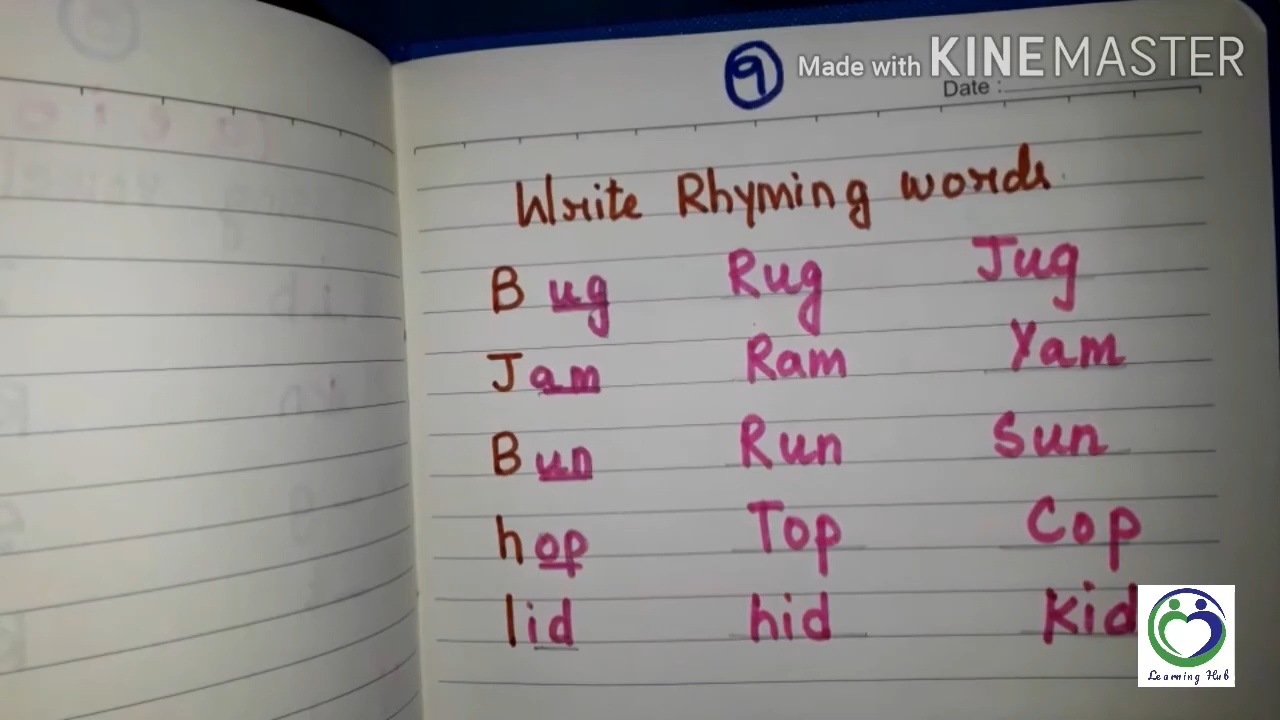 9
Made with KINEMASTER
Date :
Write Rhyming words
Bug Rug Jug
Jam Ram Yam
Bun Run Sun
hop Top Cop
lid hid Kid
Learning Hub